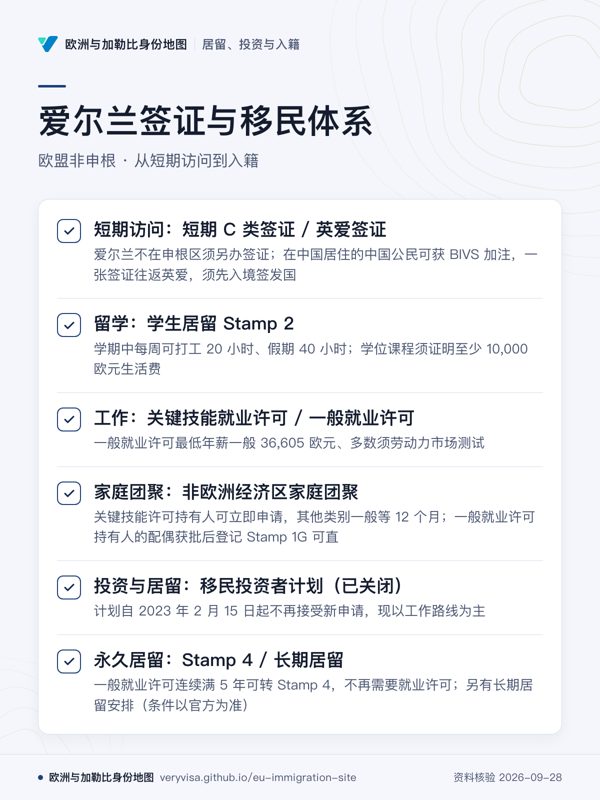 欧洲与加勒比身份地图 居留、投资与入籍
爱尔兰签证与移民体系
欧盟非申根 · 从短期访问到入籍
短期访问：短期 C 类签证 / 英爱签证
爱尔兰不在申根区须另办签证；在中国居住的中国公民可获 BIVS 加注，一
张签证往返英爱，须先入境签发国
留学：学生居留 Stamp 2
学期中每周可打工 20 小时、假期 40 小时；学位课程须证明至少 10,000
欧元生活费
工作：关键技能就业许可 / 一般就业许可
一般就业许可最低年薪一般 36,605 欧元、多数须劳动力市场测试
家庭团聚：非欧洲经济区家庭团聚
关键技能许可持有人可立即申请，其他类别一般等 12 个月；一般就业许可
持有人的配偶获批后登记 Stamp 1G 可直
投资与居留：移民投资者计划（已关闭）
计划自 2023 年 2 月 15 日起不再接受新申请，现以工作路线为主
永久居留：Stamp 4 / 长期居留
一般就业许可连续满 5 年可转 Stamp 4，不再需要就业许可；另有长期居
留安排（条件以官方为准）
欧洲与加勒比身份地图 veryvisa.github.io/eu-immigration-site 资料核验 2026-09-28